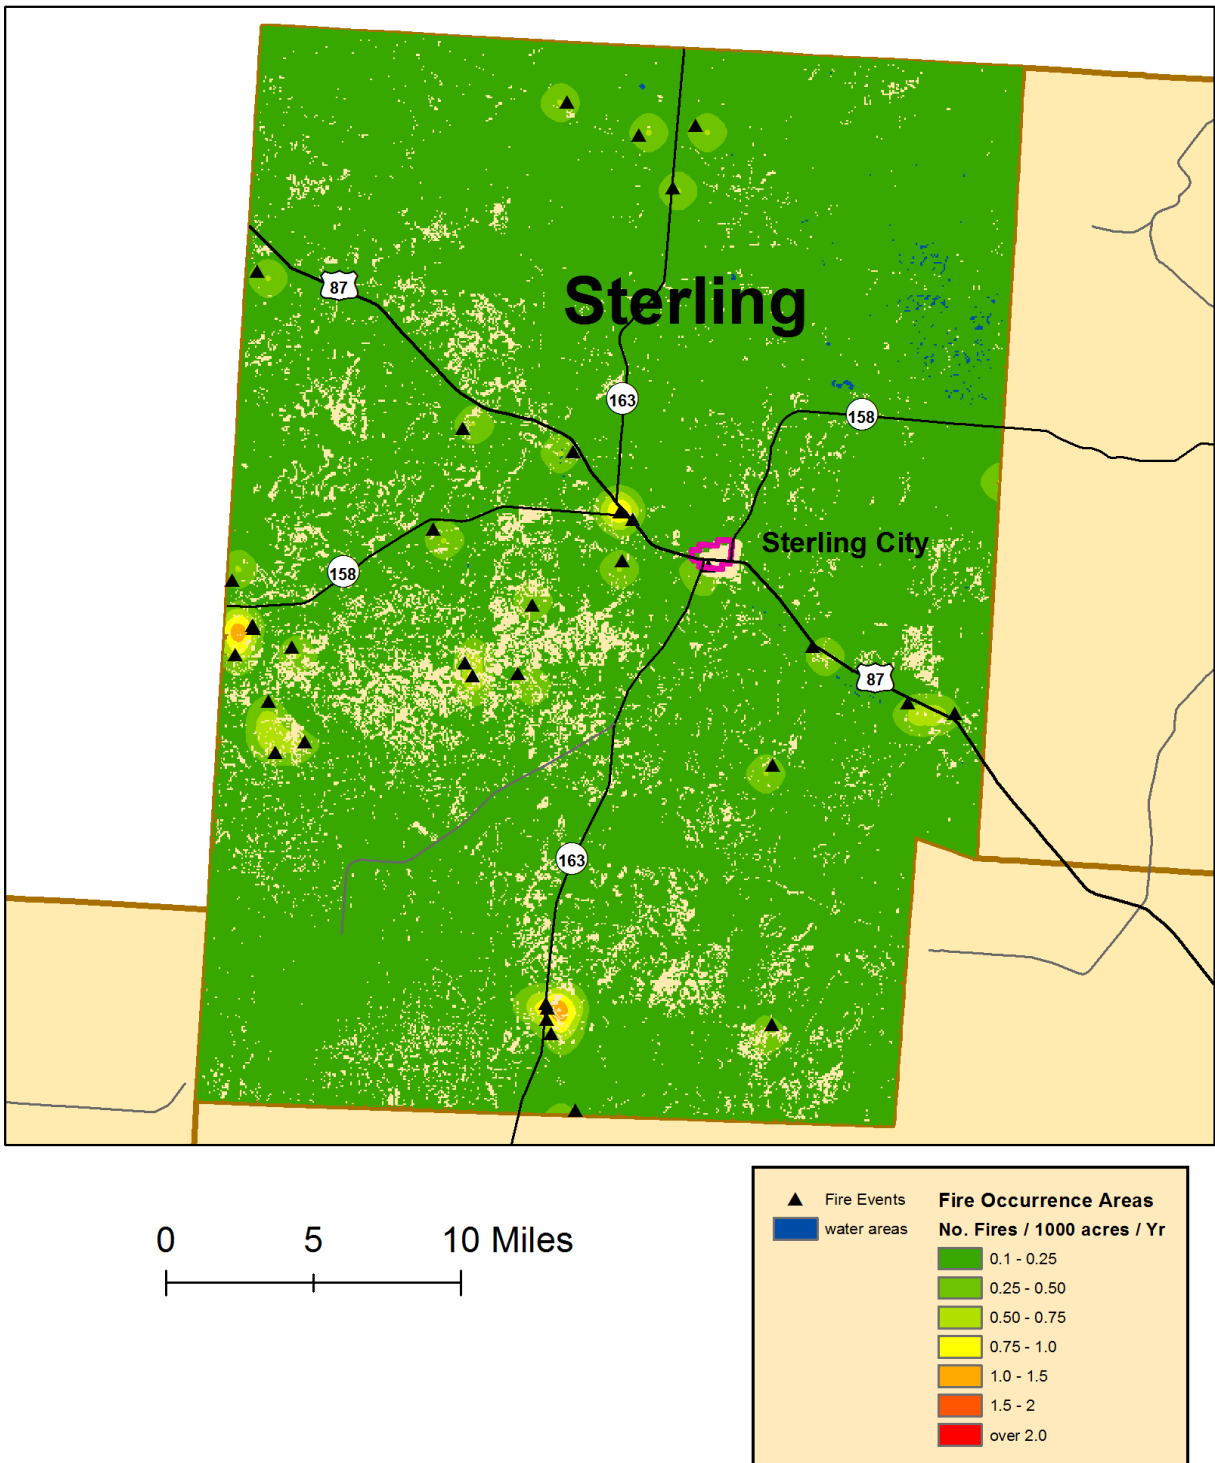 87
Sterling
163
158
Sterling City
158
87
163
0 5 10 Miles
Fire Events
water areas
Fire Occurrence Areas
No. Fires / 1000 acres / Yr
0.1 - 0.25
0.25 - 0.50
0.50 - 0.75
0.75 - 1.0
1.0 - 1.5
1.5 - 2
over 2.0